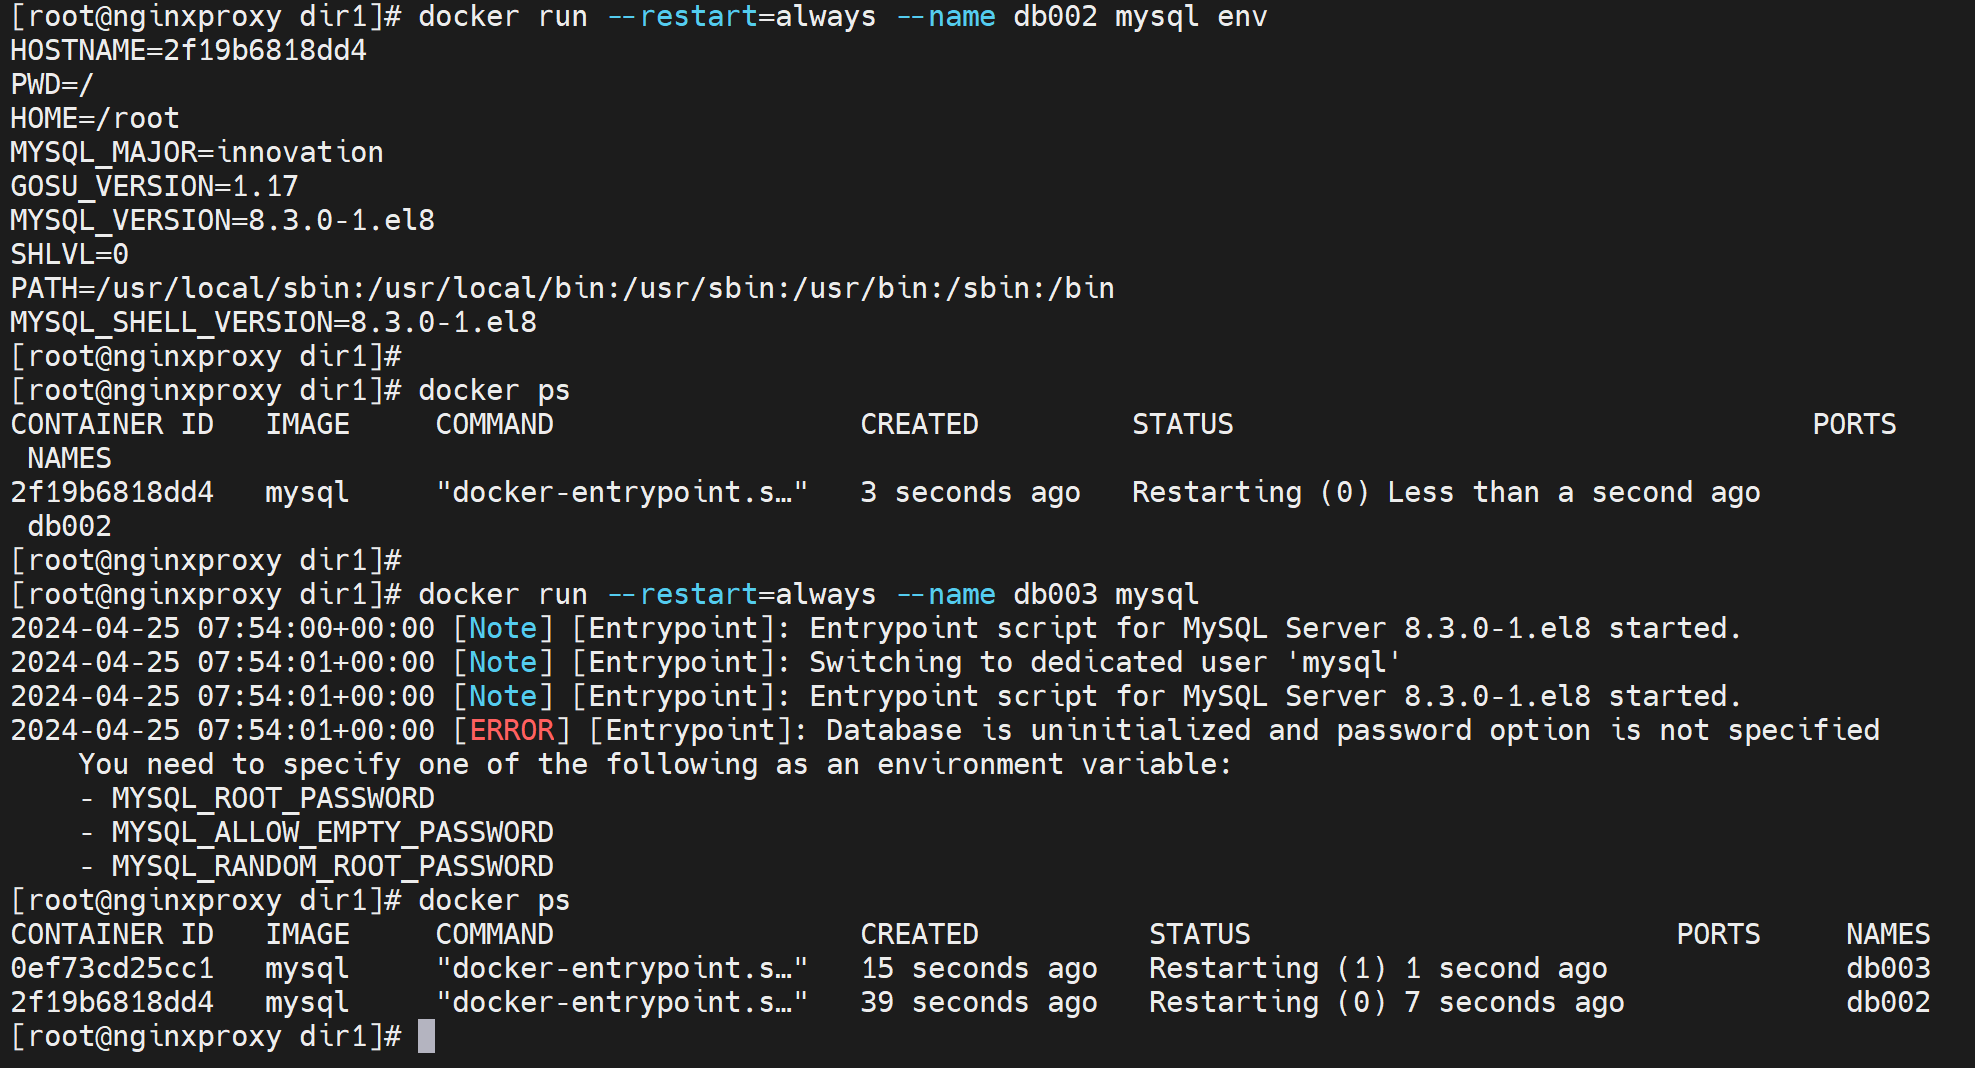 [root@nginxproxy dir1]# docker run --restart=always --name db002 mysql env
HOSTNAME=2f19b6818dd4
PWD=/
HOME=/root
MYSQL_MAJOR=innovation
GOSU_VERSION=1.17
MYSQL_VERSION=8.3.0-1.el8
SHLVL=0
PATH=/usr/local/sbin:/usr/local/bin:/usr/sbin:/usr/bin:/sbin:/bin
MYSQL_SHELL_VERSION=8.3.0-1.el8
[root@nginxproxy dir1]#
[root@nginxproxy dir1]# docker ps
CONTAINER ID   IMAGE     COMMAND                  CREATED         STATUS                                  PORTS
 NAMES
2f19b6818dd4   mysql     "docker-entrypoint.s…"   3 seconds ago   Restarting (0) Less than a second ago
 db002
[root@nginxproxy dir1]#
[root@nginxproxy dir1]# docker run --restart=always --name db003 mysql
2024-04-25 07:54:00+00:00 [Note] [Entrypoint]: Entrypoint script for MySQL Server 8.3.0-1.el8 started.
2024-04-25 07:54:01+00:00 [Note] [Entrypoint]: Switching to dedicated user 'mysql'
2024-04-25 07:54:01+00:00 [Note] [Entrypoint]: Entrypoint script for MySQL Server 8.3.0-1.el8 started.
2024-04-25 07:54:01+00:00 [ERROR] [Entrypoint]: Database is uninitialized and password option is not specified
    You need to specify one of the following as an environment variable:
    - MYSQL_ROOT_PASSWORD
    - MYSQL_ALLOW_EMPTY_PASSWORD
    - MYSQL_RANDOM_ROOT_PASSWORD
[root@nginxproxy dir1]# docker ps
CONTAINER ID   IMAGE     COMMAND                  CREATED          STATUS                         PORTS     NAMES
0ef73cd25cc1   mysql     "docker-entrypoint.s…"   15 seconds ago   Restarting (1) 1 second ago              db003
2f19b6818dd4   mysql     "docker-entrypoint.s…"   39 seconds ago   Restarting (0) 7 seconds ago             db002
[root@nginxproxy dir1]#